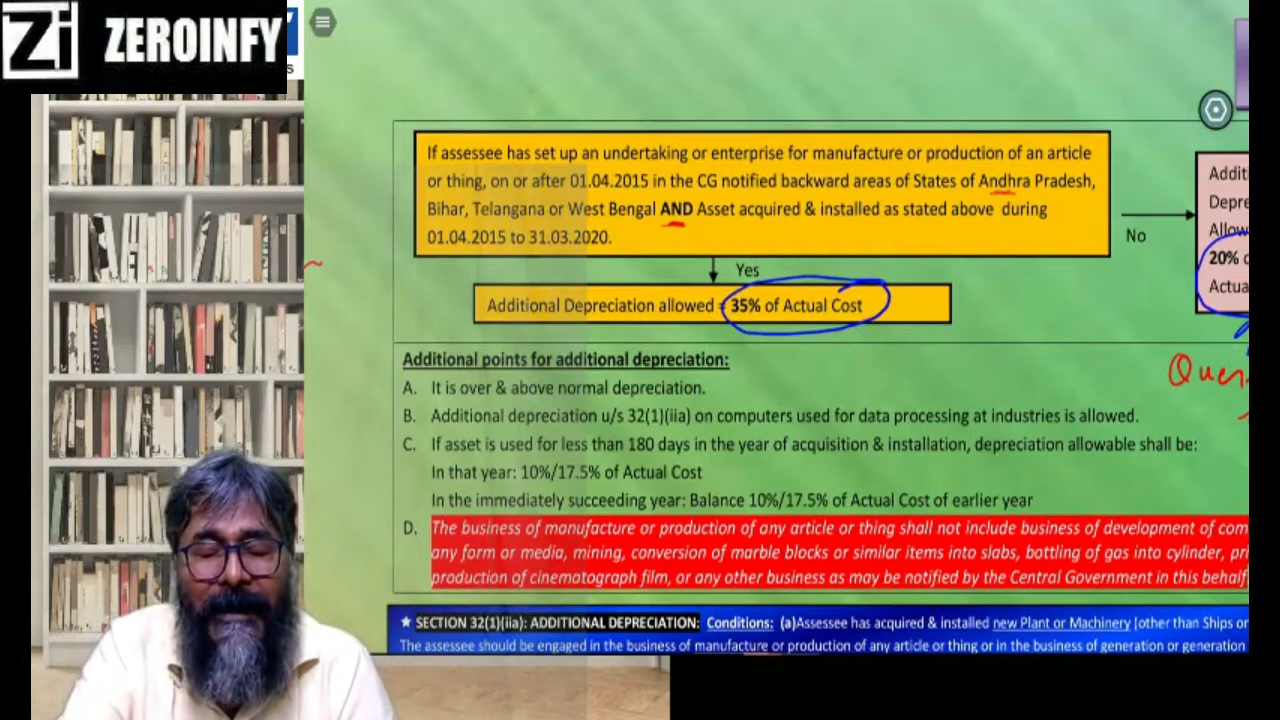 Zi ZEROINFY
s
If assessee has set up an undertaking or enterprise for manufacture or production of an article
or thing, on or after 01.04.2015 in the CG notified backward areas of States of Andhra Pradesh,
Bihar, Telangana or West Bengal AND Asset acquired & installed as stated above during
01.04.2015 to 31.03.2020.
No
Addit
Depre
Allow
20% o
Actua
Yes
Additional Depreciation allowed = 35% of Actual Cost
Quer
Additional points for additional depreciation:
A. It is over & above normal depreciation.
B. Additional depreciation u/s 32(1)(iia) on computers used for data processing at industries is allowed.
C. If asset is used for less than 180 days in the year of acquisition & installation, depreciation allowable shall be:
In that year: 10%/17.5% of Actual Cost
In the immediately succeeding year: Balance 10%/17.5% of Actual Cost of earlier year
D. The business of manufacture or production of any article or thing shall not include business of development of com
any form or media, mining, conversion of marble blocks or similar items into slabs, bottling of gas into cylinder, pri
production of cinematograph film, or any other business as may be notified by the Central Government in this behalf
★ SECTION 32(1)(iia): ADDITIONAL DEPRECIATION: Conditions: (a)Assessee has acquired & installed new Plant or Machinery [other than Ships or
The assessee should be engaged in the business of manufacture or production of any article or thing or in the business of generation or generation